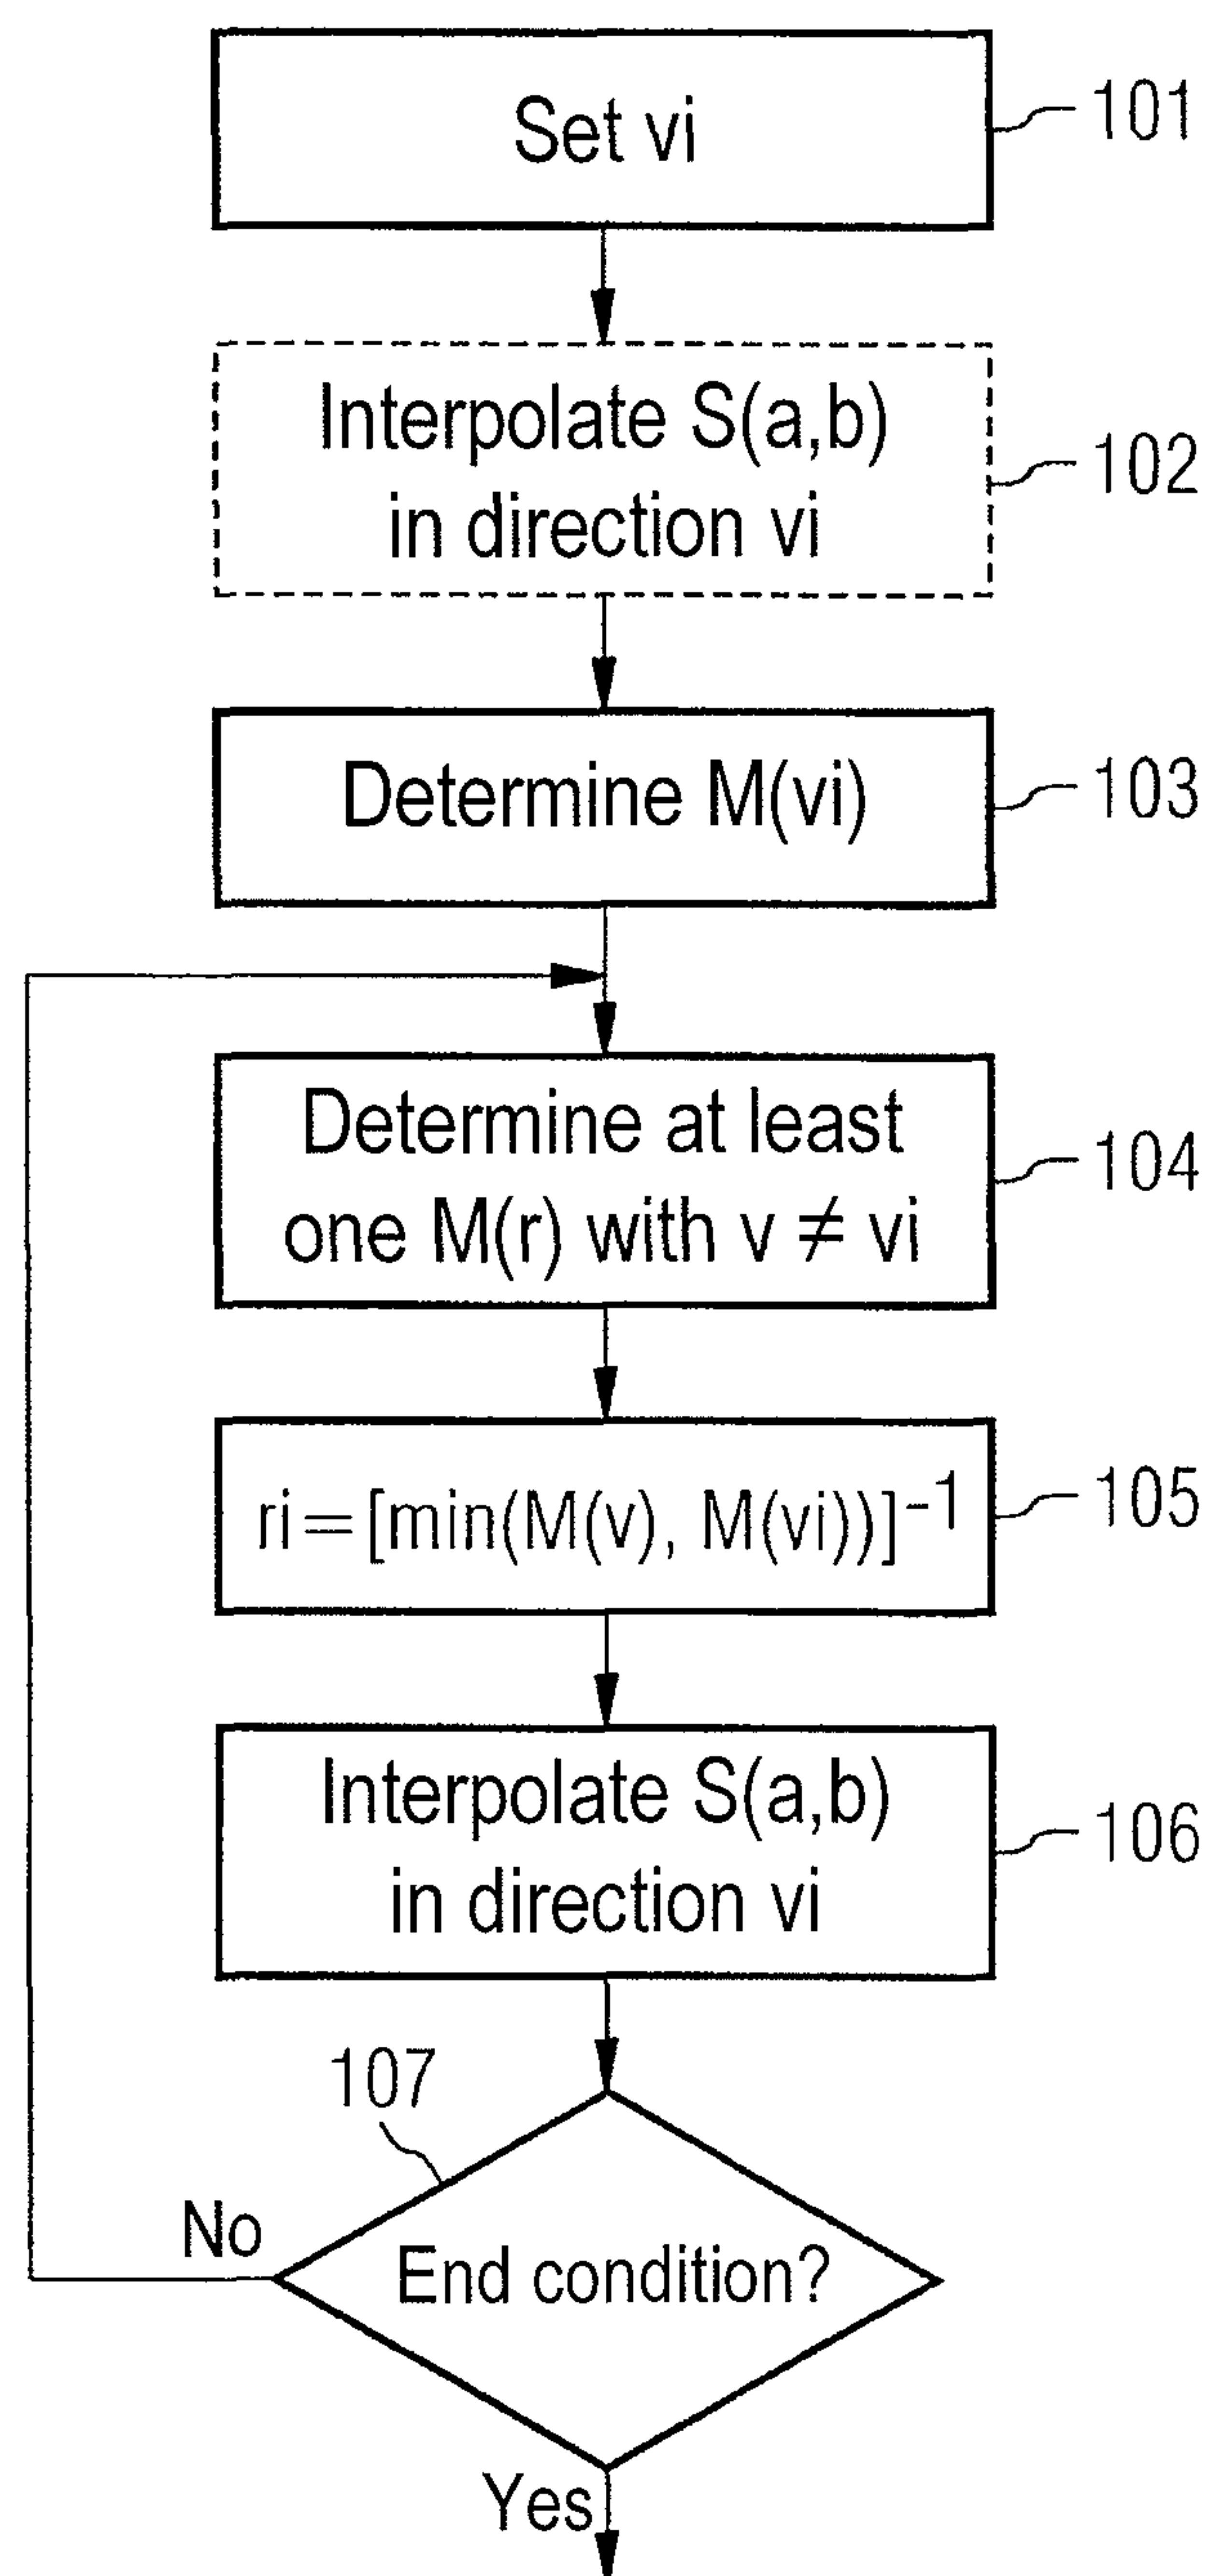 Set vi
101
Interpolate S(a,b)
in direction vi
102
Determine M(vi)
103
Determine at least
one M(r) with v ≠ vi
104
ri=[min(M(v), M(vi))]⁻¹
105
Interpolate S(a,b)
in direction vi
106
107
No
End condition?
Yes